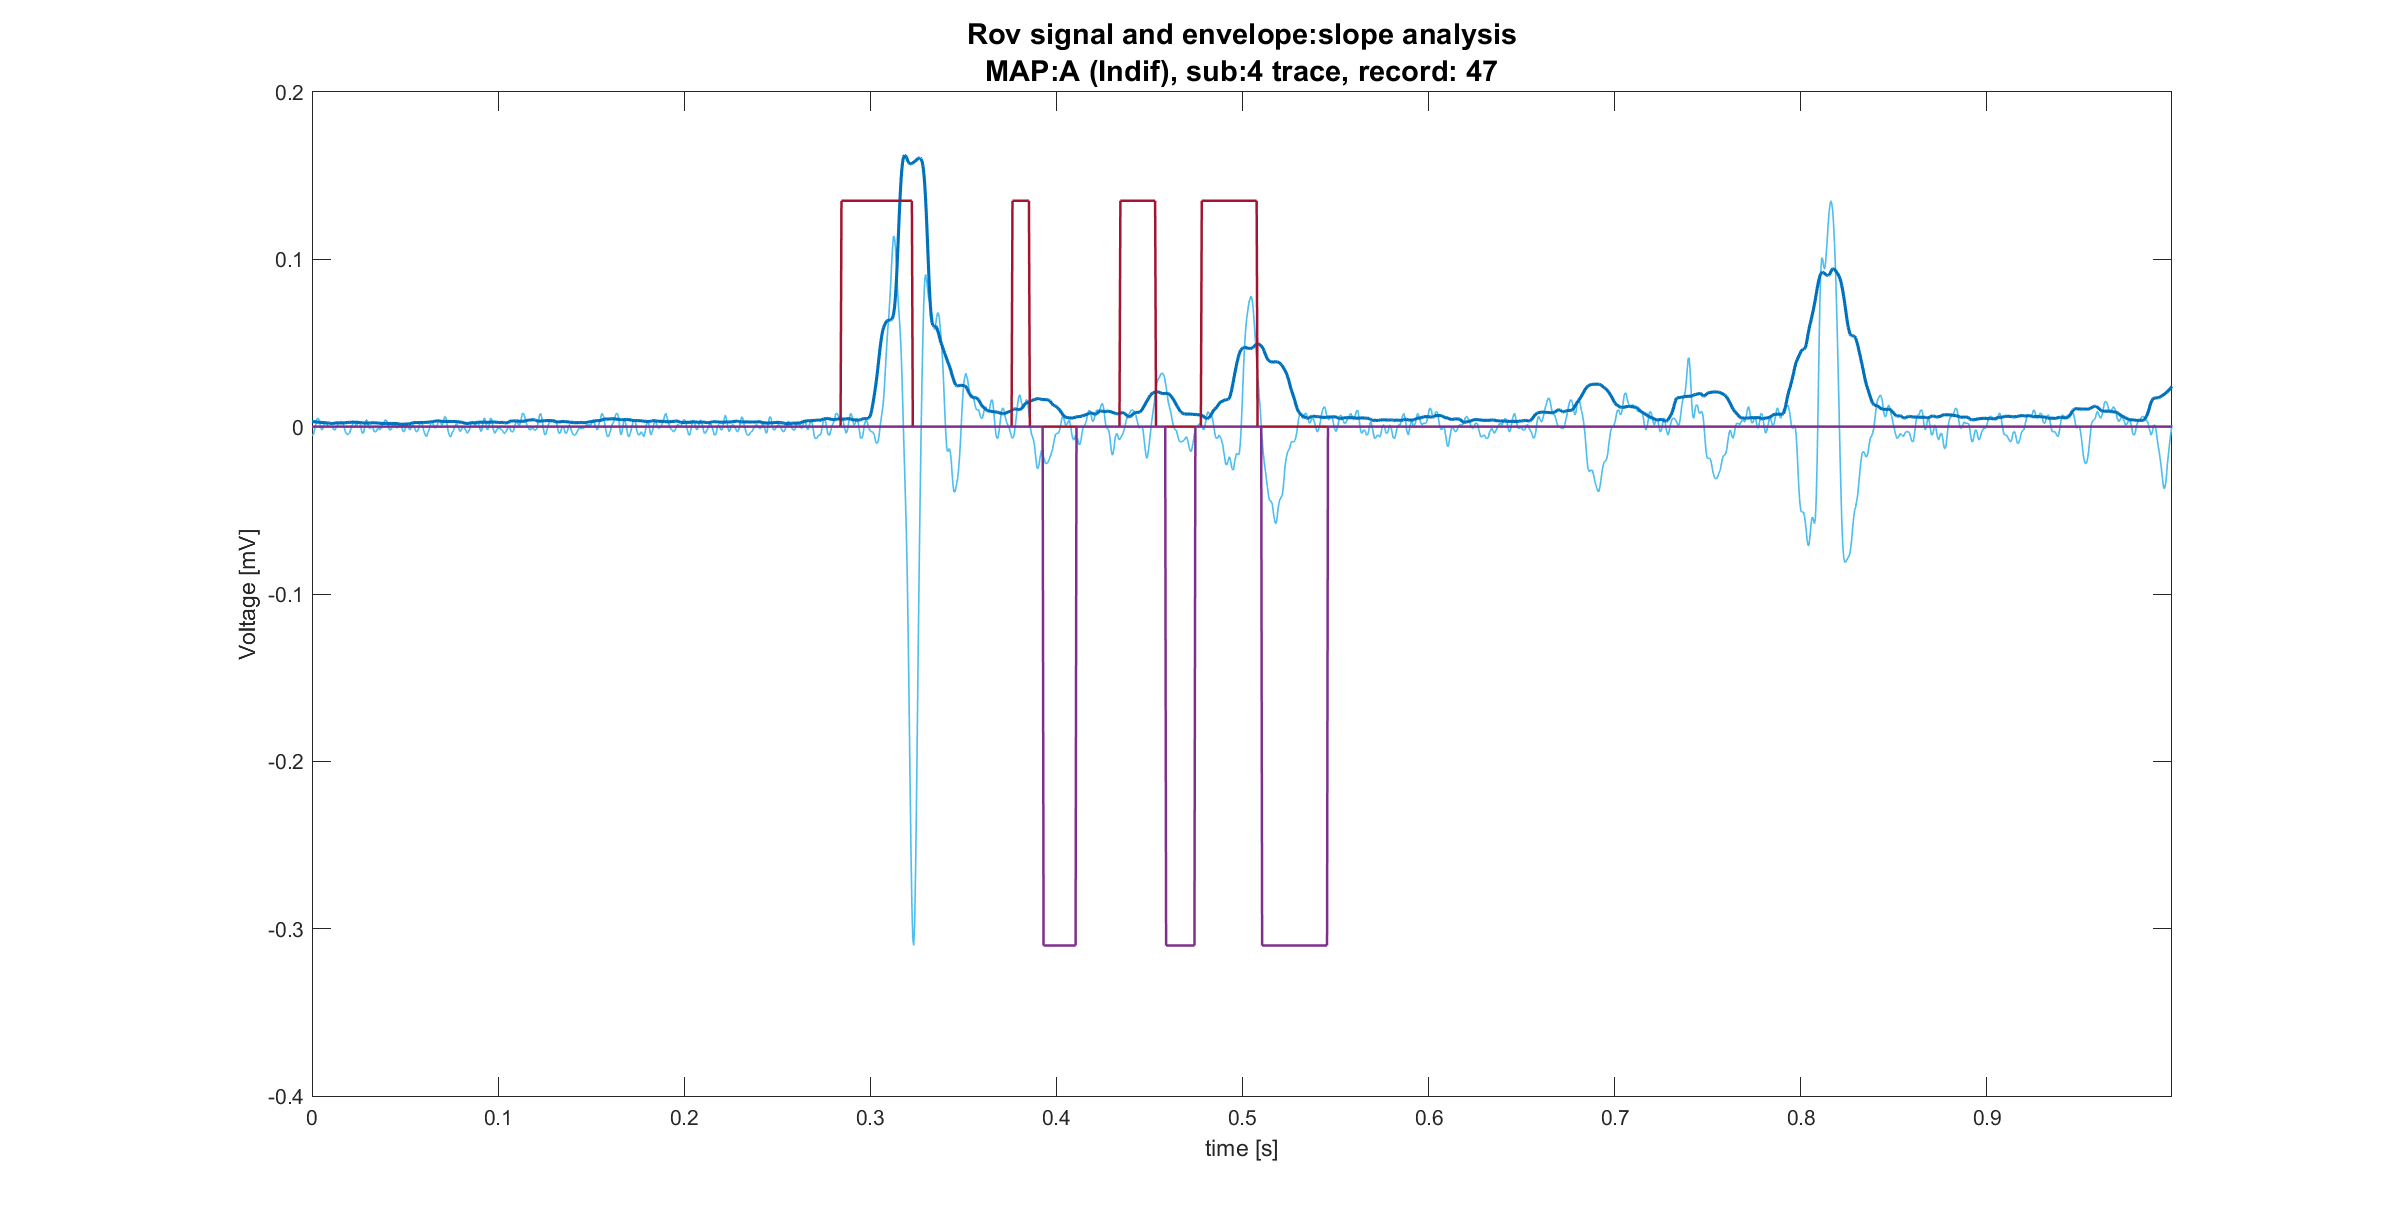 Rov signal and envelope:slope analysis
MAP:A (Indif), sub:4 trace, record: 47
0.2
0.1
0
-0.1
-0.2
-0.3
-0.4
Voltage [mV]
0 0.1 0.2 0.3 0.4 0.5 0.6 0.7 0.8 0.9
time [s]